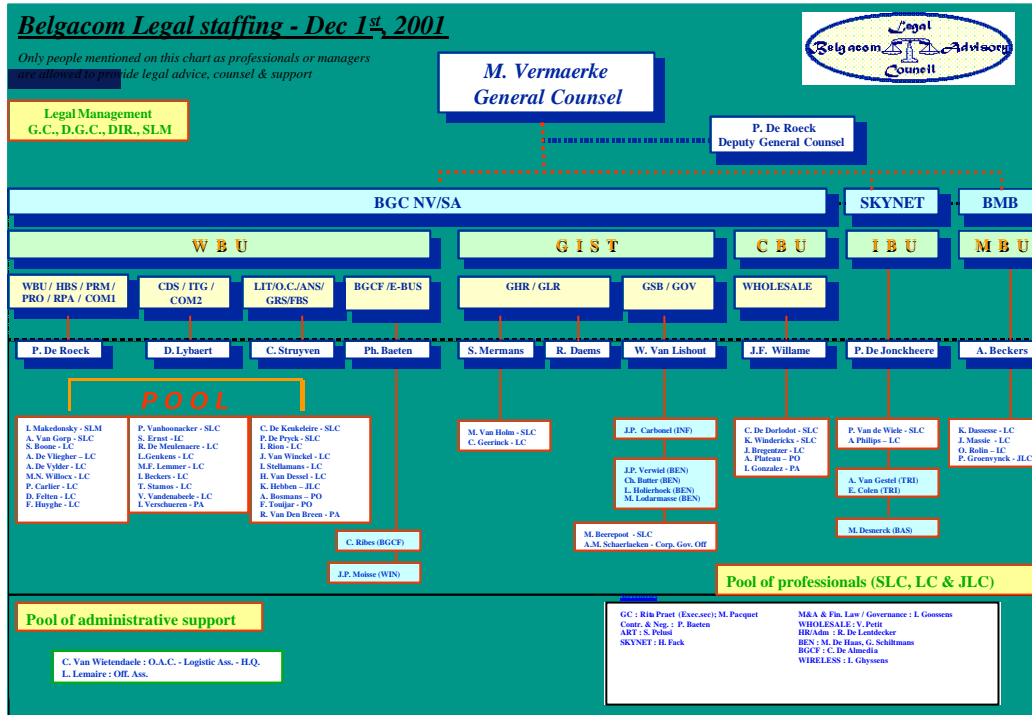 Belgacom Legal staffing - Dec 1st, 2001
Only people mentioned on this chart as professionals or managers
are allowed to provide legal advice, counsel & support
Legal
Belgacom Advisory
Council
M. Vermaerke
General Counsel
Legal Management
G.C., D.G.C., DIR., SLM
P. De Roeck
Deputy General Counsel
BGC NV/SA
SKYNET
BMB
W B U
G I S T
C B U
I B U
M B U
WBU / HBS / PRM /
PRO / RPA / COM1
CDS / ITG /
COM2
LIT/O.C./ANS/
GRS/FBS
BGCF /E-BUS
GHR / GLR
GSB / GOV
WHOLESALE
P. De Roeck
D. Lybaert
C. Struyven
Ph. Baeten
S. Mermans
R. Daems
W. Van Lishout
J.F. Willame
P. De Jonckheere
A. Beckers
POOL
I. Makedonsky - SLM
A. Van Gorp - SLC
S. Boone - LC
A. De Vliegher – LC
A. De Vylder - LC
M.N. Willocx - LC
P. Carlier - LC
D. Felten - LC
F. Huyghe - LC
P. Vanhoonacker - SLC
S. Ernst -LC
R. De Meulenaere - LC
L.Geukens - LC
M.F. Lemmer - LC
I. Beckers - LC
T. Stamos - LC
V. Vandenabeele - LC
I. Verschueren - PA
C. De Keukeleire - SLC
P. De Pryck - SLC
I. Rion - LC
J. Van Winckel - LC
I. Stellamans - LC
H. Van Dessel - LC
K. Hebben – JLC
A. Bosmans – PO
F. Touijar - PO
R. Van Den Breen - PA
C. Ribes (BGCF)
J.P. Moisse (WIN)
M. Van Holm - SLC
C. Geerinck - LC
J.P. Carbonel (INF)
J.P. Verwiel (BEN)
Ch. Butter (BEN)
L. Holierhoek (BEN)
M. Lodarmasse (BEN)
M. Beerepoot - SLC
A.M. Schaerlaeken - Corp. Gov. Off
C. De Dorlodot - SLC
K. Winderickx - SLC
J. Bregentzer - LC
A. Plateau – PO
I. Gonzalez - PA
P. Van de Wiele - SLC
A Philips – LC
A. Van Gestel (TRI)
E. Colen (TRI)
M. Desnerck (BAS)
K. Dassesse - LC
J. Massie - LC
O. Rolin – LC
P. Groenvynck - JLC
Pool of professionals (SLC, LC & JLC)
Pool of administrative support
C. Van Wietendaele : O.A.C. - Logistic Ass. - H.Q.
L. Lemaire : Off. Ass.
GC : Rita Praet (Exec.sec); M. Pacquet
Contr. & Neg. : P. Baeten
ART : S. Pelusi
SKYNET : H. Fack
M&A & Fin. Law / Governance : I. Goossens
WHOLESALE : V. Petit
HR/Adm : R. De Lentdecker
BEN : M. De Haas, G. Schiltmans
BGCF : C. De Almedia
WIRELESS : I. Ghyssens